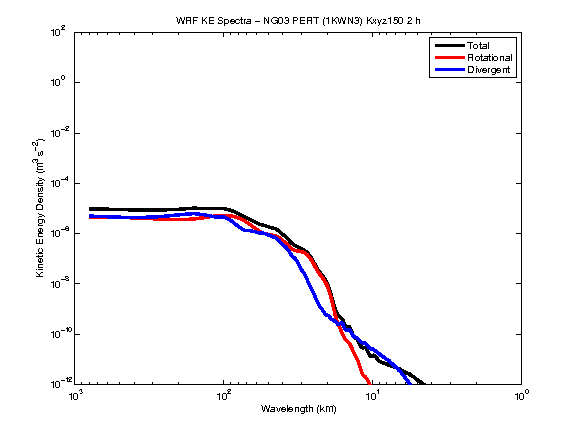 WRF KE Spectra – NG03 PERT (1KWN3) Kxyz150 2 h
10^2
Total
Rotational
Divergent
10^0
10^-2
10^-4
10^-6
10^-8
10^-10
10^-12
Kinetic Energy Density (m^3 s^-2)
10^3
10^2
10^1
10^0
Wavelength (km)